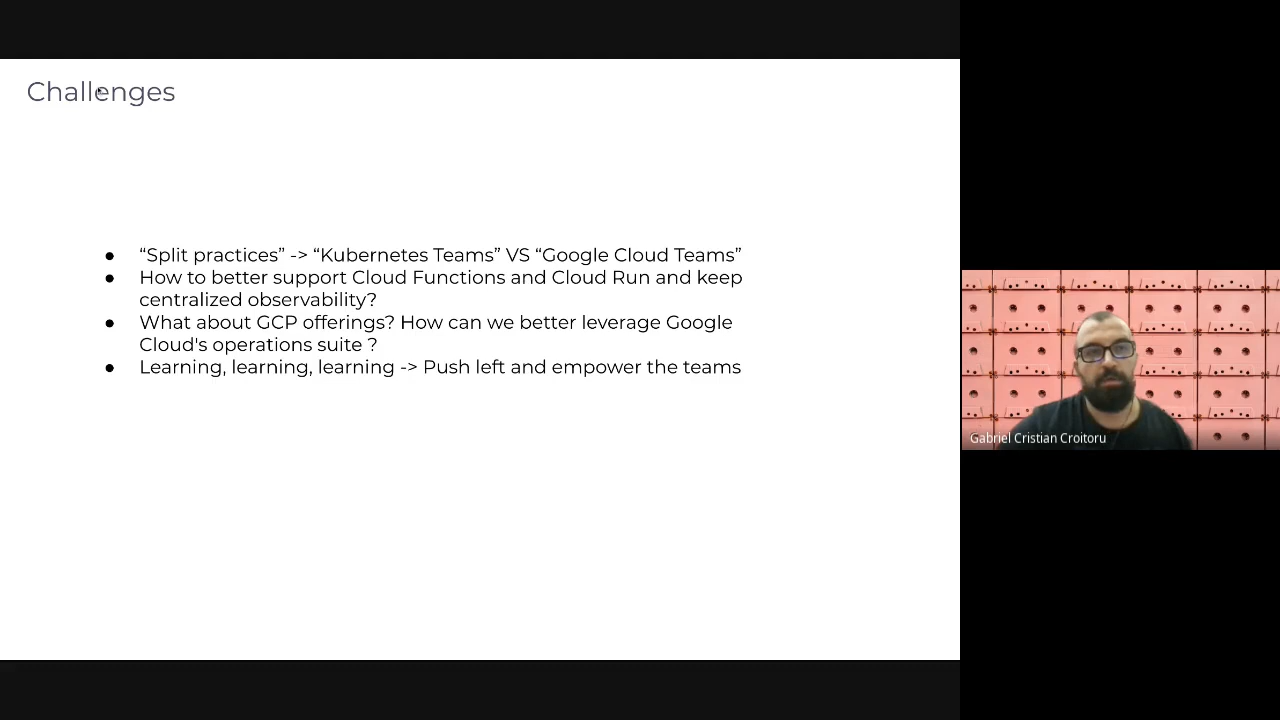 Challenges
● “Split practices” -> “Kubernetes Teams” VS “Google Cloud Teams”
● How to better support Cloud Functions and Cloud Run and keep
centralized observability?
● What about GCP offerings? How can we better leverage Google
Cloud's operations suite ?
● Learning, learning, learning -> Push left and empower the teams
Gabriel Cristian Croitoru